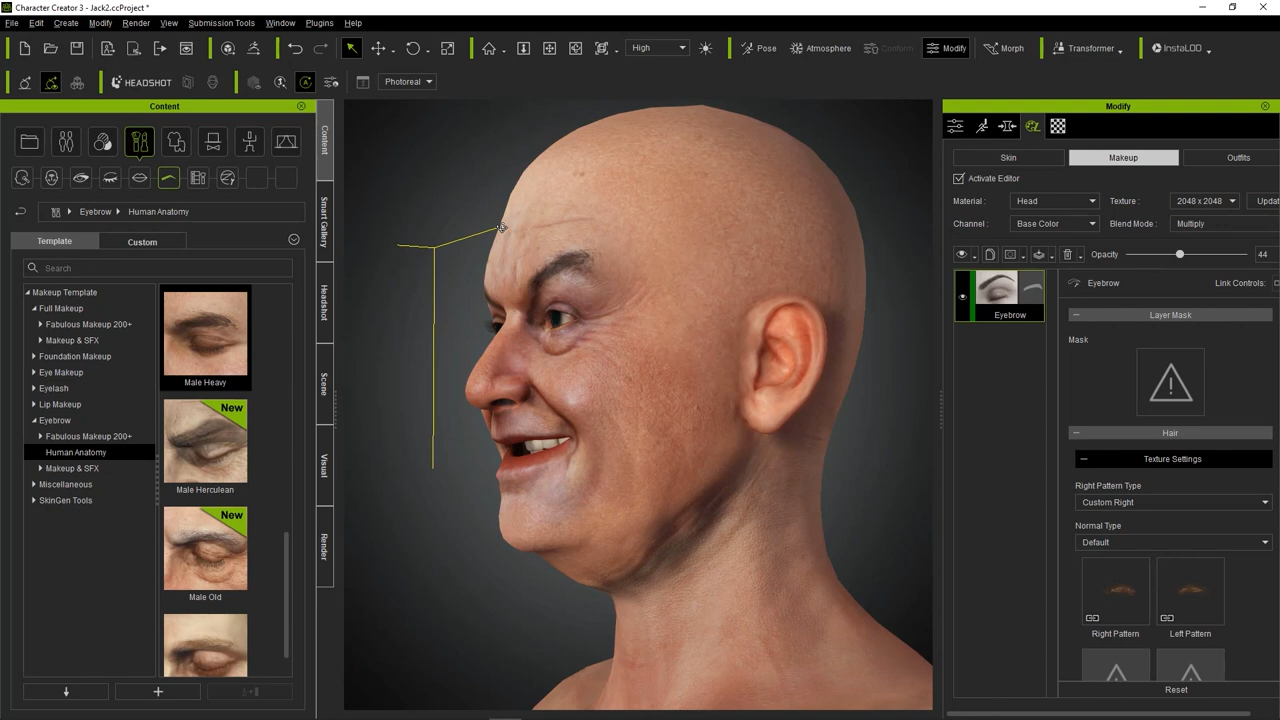 Character Creator 3 - Jack2.ccProject *
File Edit Create Modify Render View Submission Tools Window Plugins Help
High Pose Atmosphere Conform Modify Morph Transformer InstaLOD
HEADSHOT Photoreal
Content
Modify
Content
Smart Gallery
Headshot
Scene
Visual
Render
Eyebrow Human Anatomy
Template Custom
Search
Makeup Template
Full Makeup
Fabulous Makeup 200+
Makeup & SFX
Foundation Makeup
Eye Makeup
Eyelash
Lip Makeup
Eyebrow
Fabulous Makeup 200+
Human Anatomy
Makeup & SFX
Miscellaneous
SkinGen Tools
Male Heavy
New
Male Herculean
New
Male Old
Skin Makeup Outfits
Activate Editor
Material: Head Texture: 2048 x 2048 Updat
Channel: Base Color Blend Mode: Multiply
Opacity 44
Eyebrow
Eyebrow Link Controls:
Layer Mask
Mask
Hair
Texture Settings
Right Pattern Type
Custom Right
Normal Type
Default
Right Pattern Left Pattern
Reset